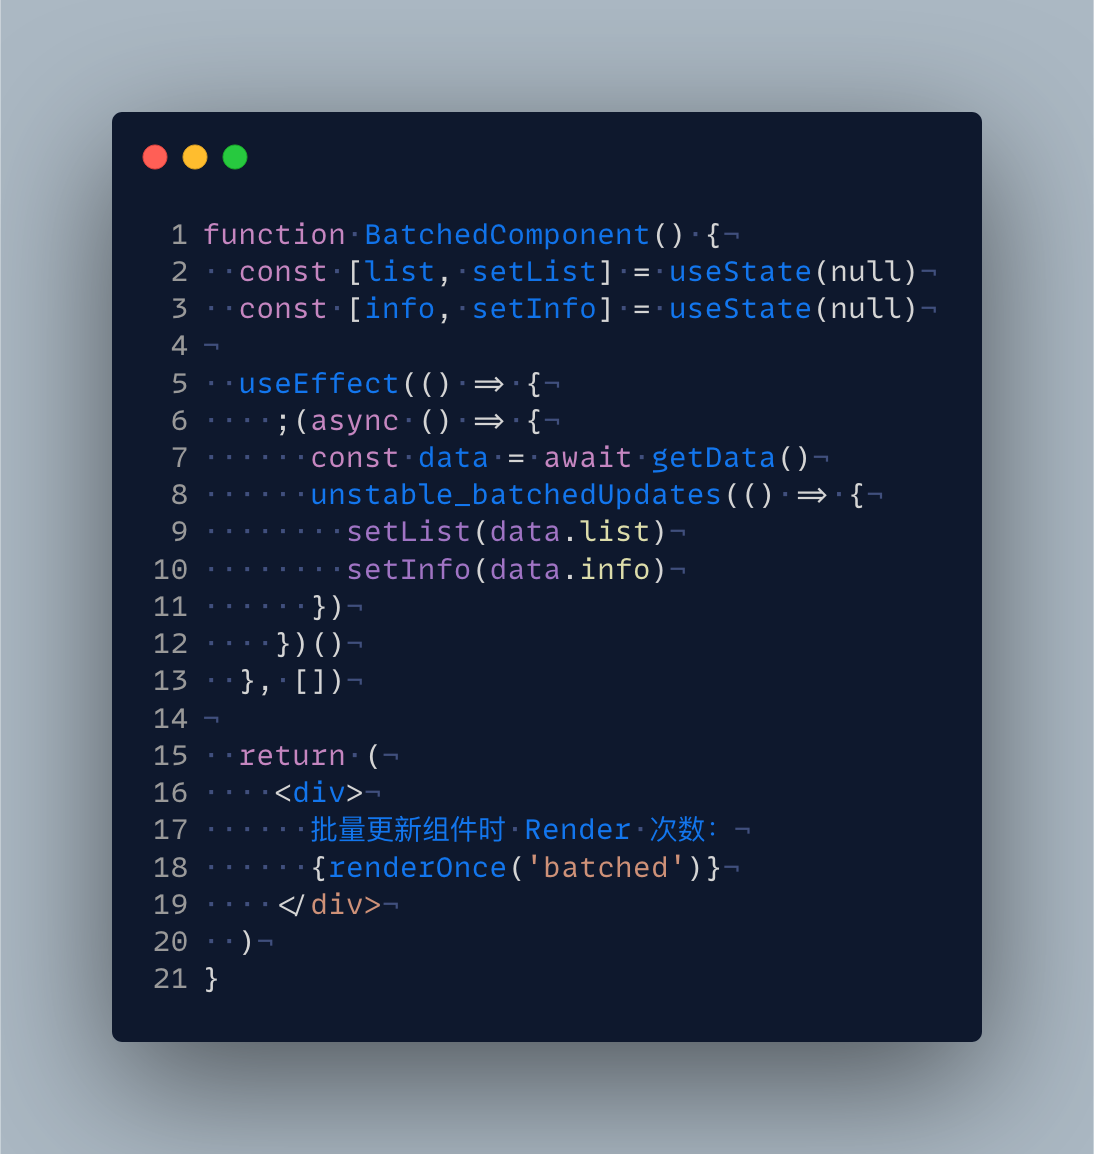 1 function BatchedComponent() {
2   const [list, setList] = useState(null)
3   const [info, setInfo] = useState(null)
4
5   useEffect(() => {
6     ;(async () => {
7       const data = await getData()
8       unstable_batchedUpdates(() => {
9         setList(data.list)
10         setInfo(data.info)
11       })
12     })()
13   }, [])
14
15   return (
16     <div>
17       批量更新组件时 Render 次数：
18       {renderOnce('batched')}
19     </div>
20   )
21 }